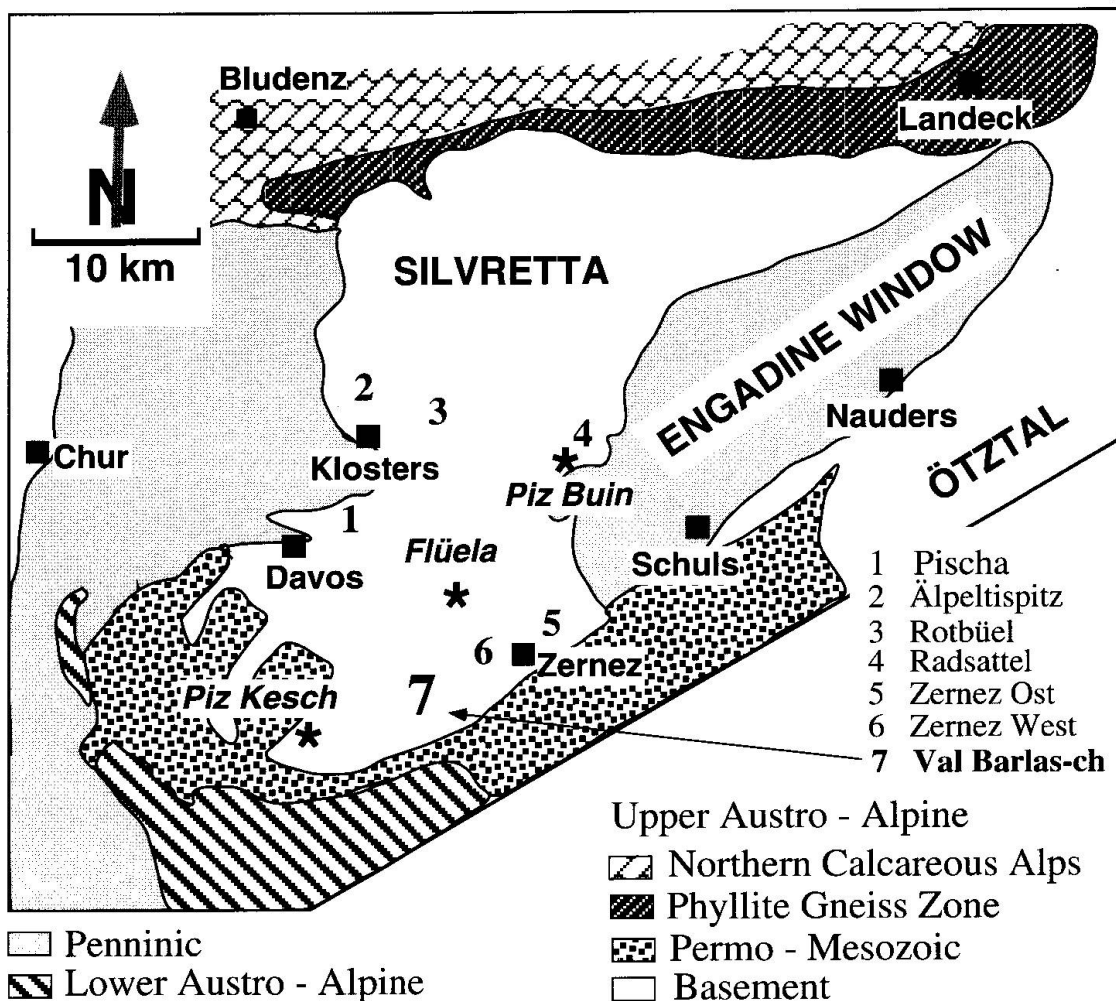 Bludenz
Landeck
N
10 km
SILVRETTA
ENGADINE WINDOW
2
3
4
Nauders
Chur
Klosters
ÖTZTAL
Piz Buin
1
Flüela
Schuls
Davos
5
6
Zernez
Piz Kesch
7
1 Pischa
2 Älpeltispitz
3 Rotbüel
4 Radsattel
5 Zernez Ost
6 Zernez West
7 Val Barlas-ch
Upper Austro - Alpine
Northern Calcareous Alps
Phyllite Gneiss Zone
Permo - Mesozoic
Basement
Penninic
Lower Austro - Alpine